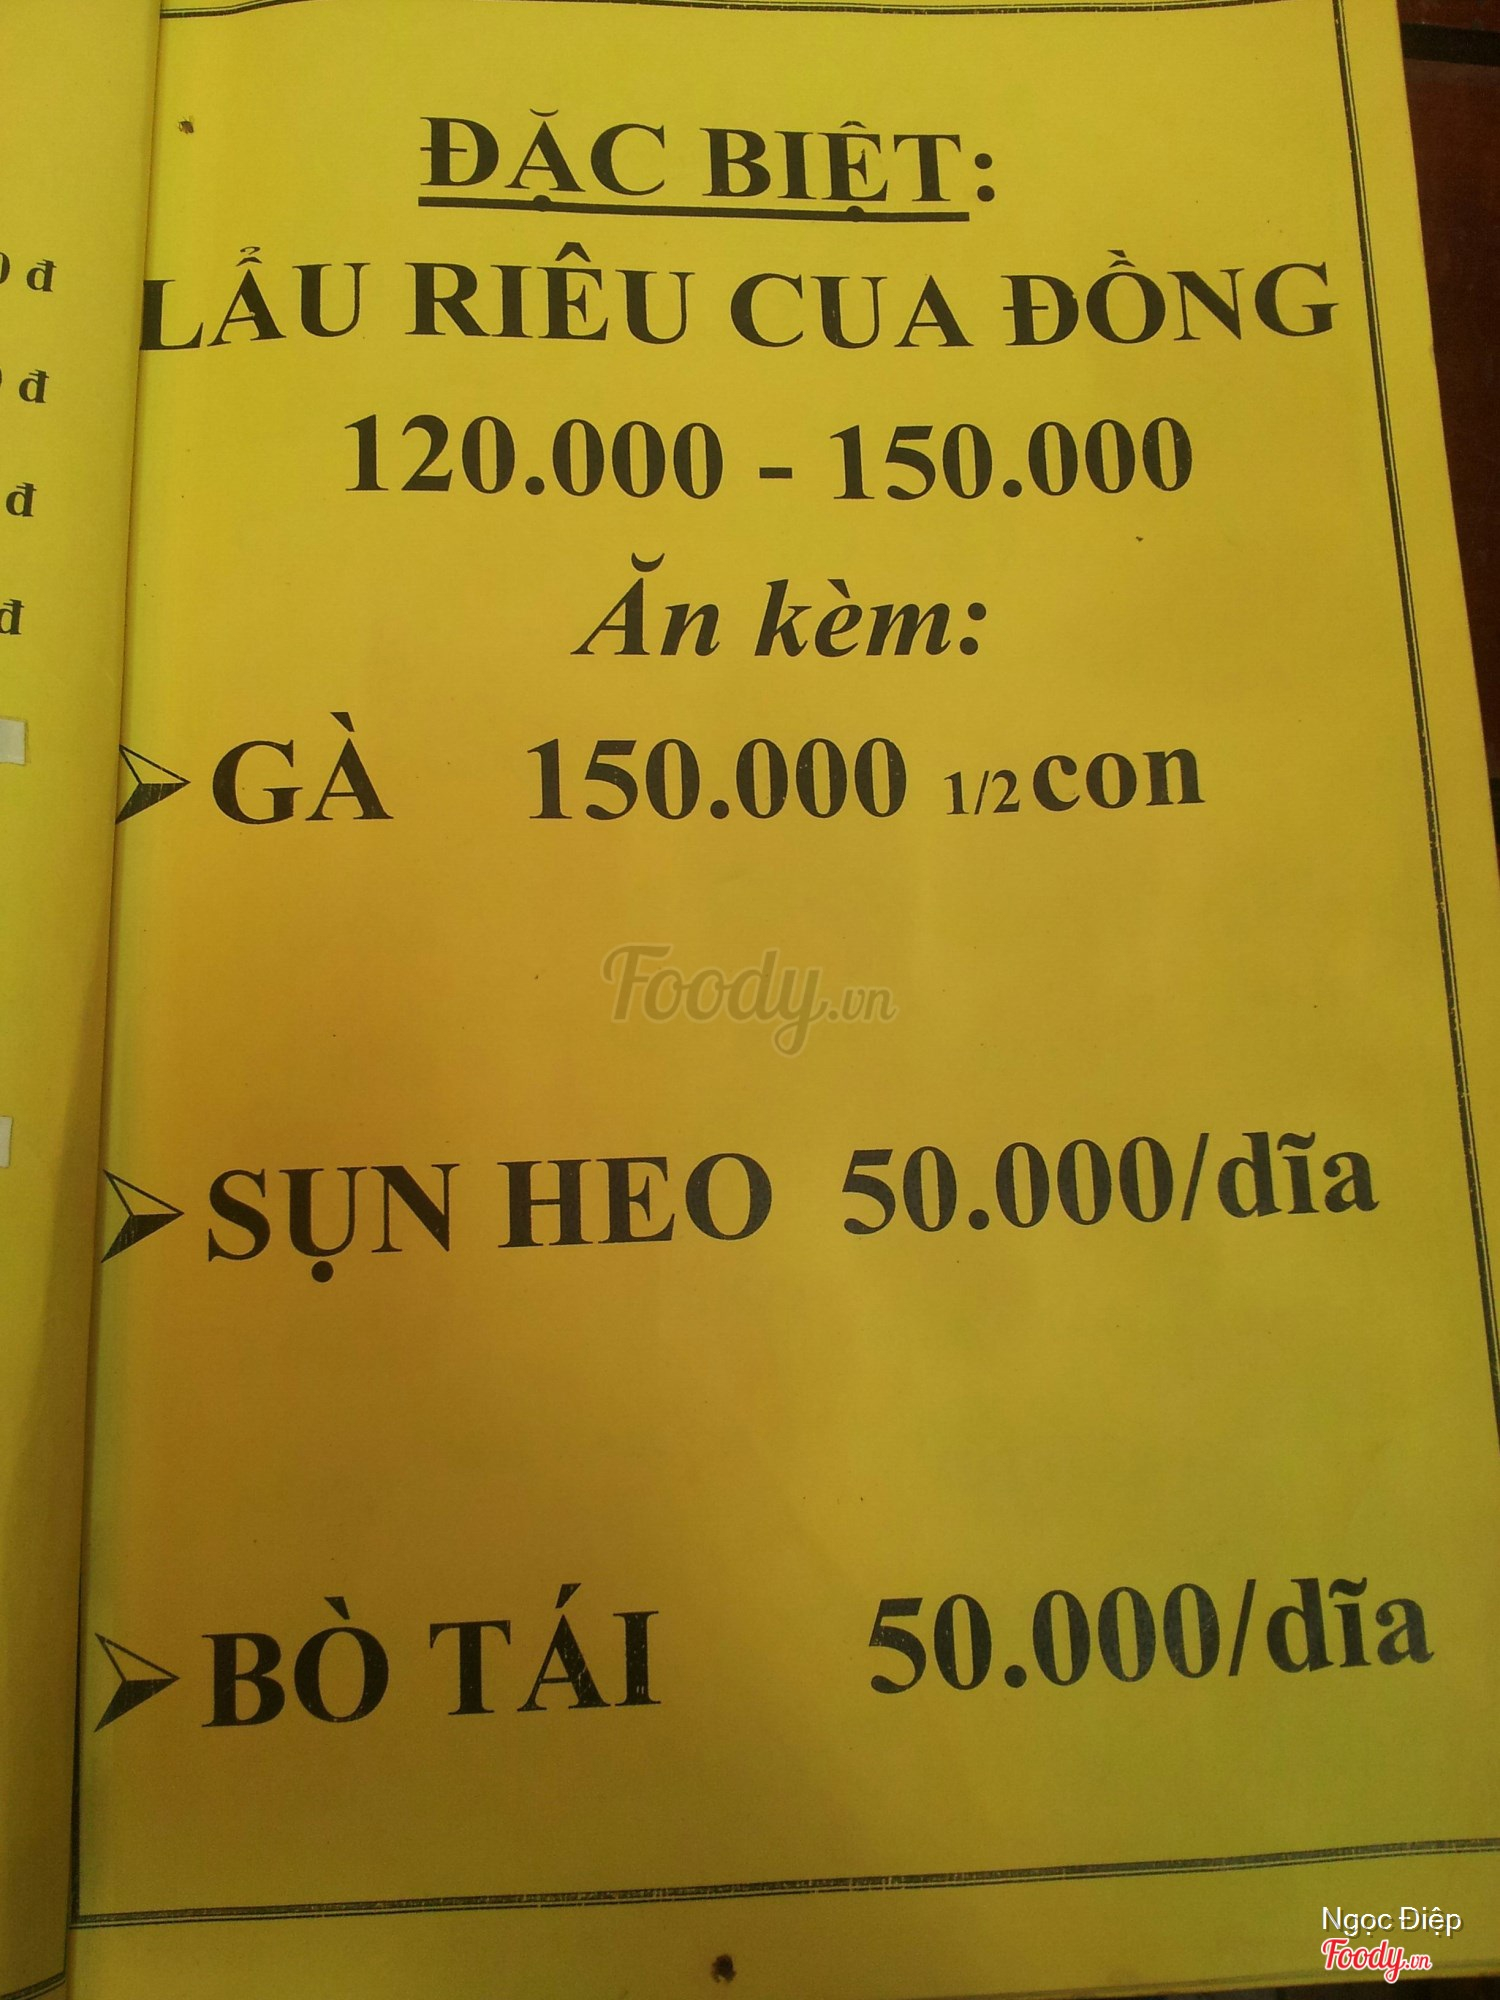 ĐẶC BIỆT:
LẨU RIÊU CUA ĐỒNG
120.000 - 150.000
Ăn kèm:
GÀ 150.000 1/2 con
SỤN HEO 50.000/dĩa
BÒ TÁI 50.000/dĩa
đ
đ
đ
đ
Foody.vn
Ngọc Điệp
Foody.vn